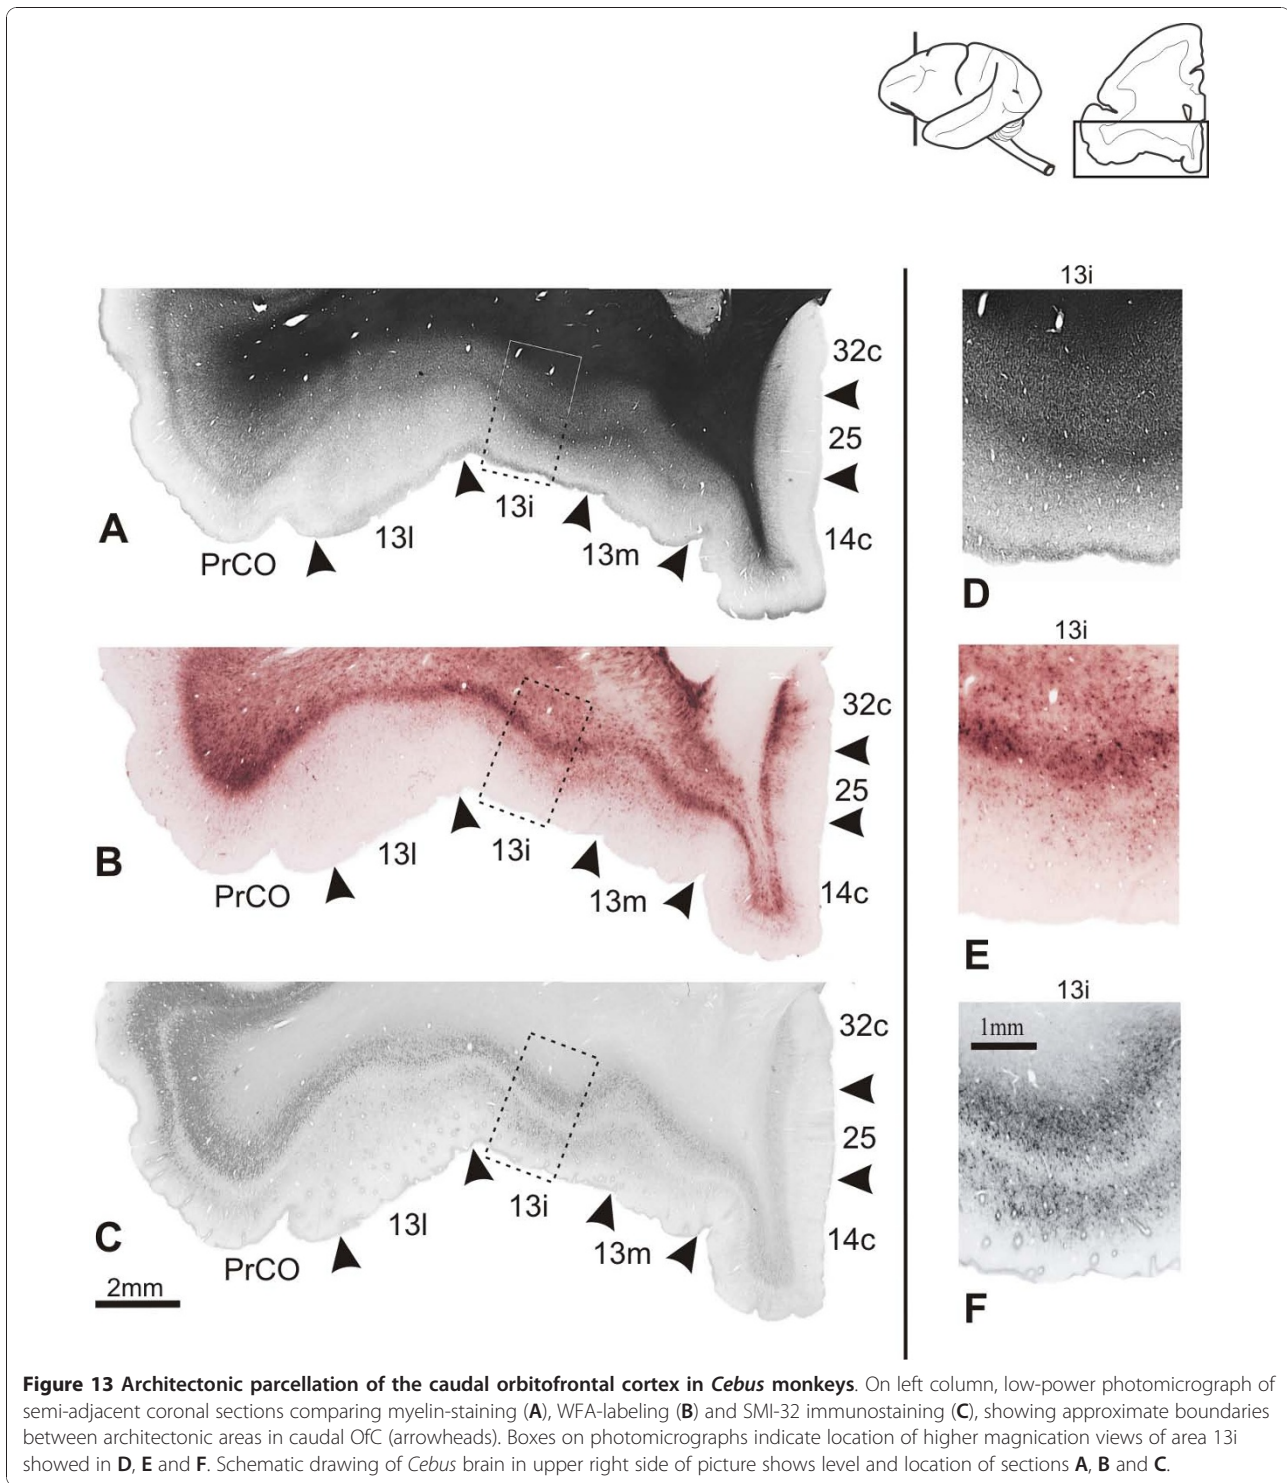 13i
32c
25
13i
13l
14c
A
13m
PrCO
D
13i
32c
25
13l
13i
B
PrCO
13m
14c
E
13i
32c
1mm
25
13i
13l
C
13m
14c
PrCO
F
2mm
Figure 13 Architectonic parcellation of the caudal orbitofrontal cortex in Cebus monkeys. On left column, low-power photomicrograph of
semi-adjacent coronal sections comparing myelin-staining (A), WFA-labeling (B) and SMI-32 immunostaining (C), showing approximate boundaries
between architectonic areas in caudal OfC (arrowheads). Boxes on photomicrographs indicate location of higher magnication views of area 13i
showed in D, E and F. Schematic drawing of Cebus brain in upper right side of picture shows level and location of sections A, B and C.